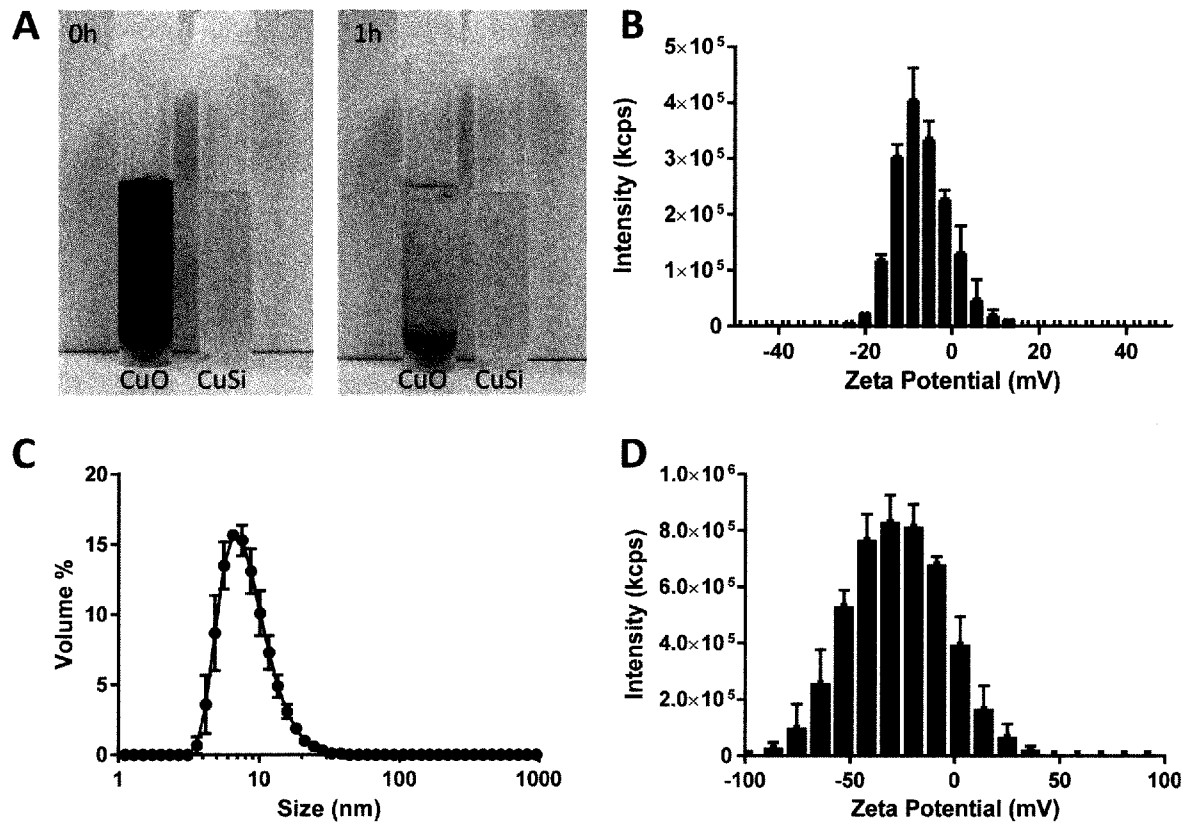 A
0h
CuO CuSi
1h
CuO CuSi
B
5×10⁵
4×10⁵
3×10⁵
2×10⁵
1×10⁵
0
Intensity (kcps)
-40 -20 0 20 40
Zeta Potential (mV)
C
20
15
10
5
0
Volume %
1 10 100 1000
Size (nm)
D
1.0×10⁶
8.0×10⁵
6.0×10⁵
4.0×10⁵
2.0×10⁵
0
Intensity (kcps)
-100 -50 0 50 100
Zeta Potential (mV)